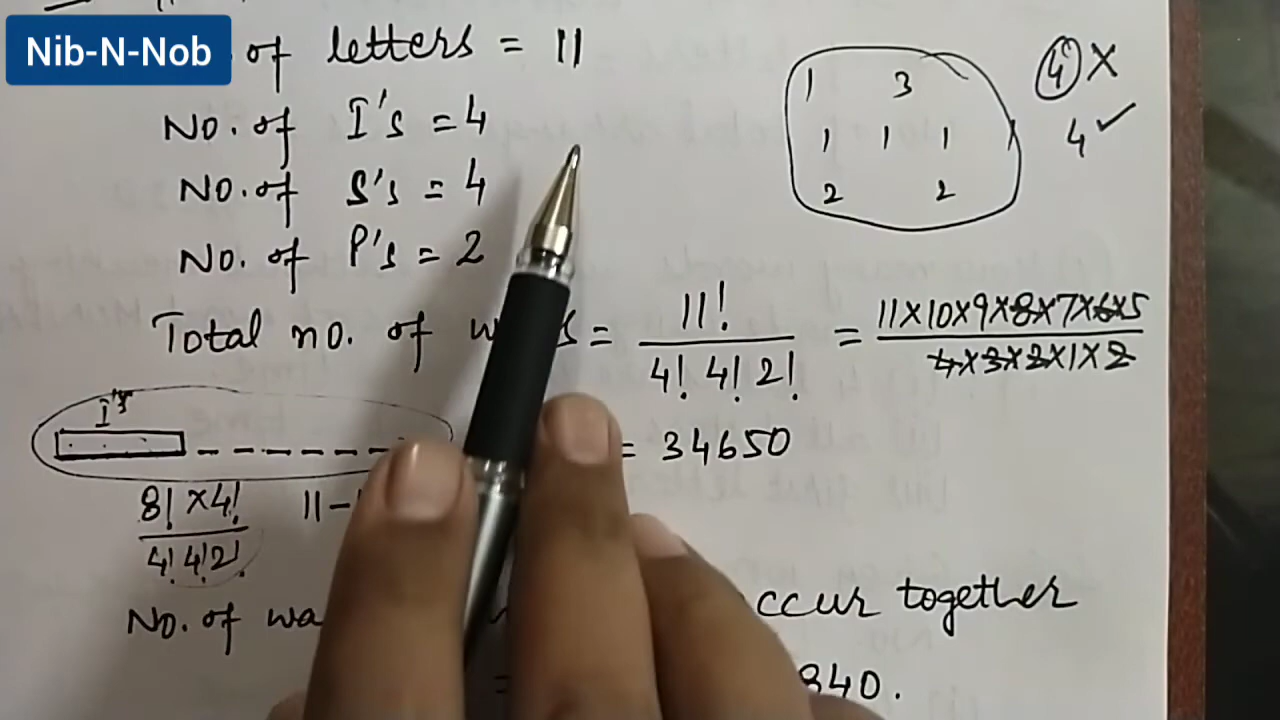 Nib-N-Nob
of letters = 11
No. of I's = 4
No. of S's = 4
No. of P's = 2
Total no. of = 11! / 4! 4! 2! = 11×10×9×8×7×6×5 / 4×3×2×1×2
= 34650
I's
8! ×4! / 4! 4! 2!
11-
No. of occur together
= 840.
1 3
1 1 1 1
2 2
4 ×
4 ✓